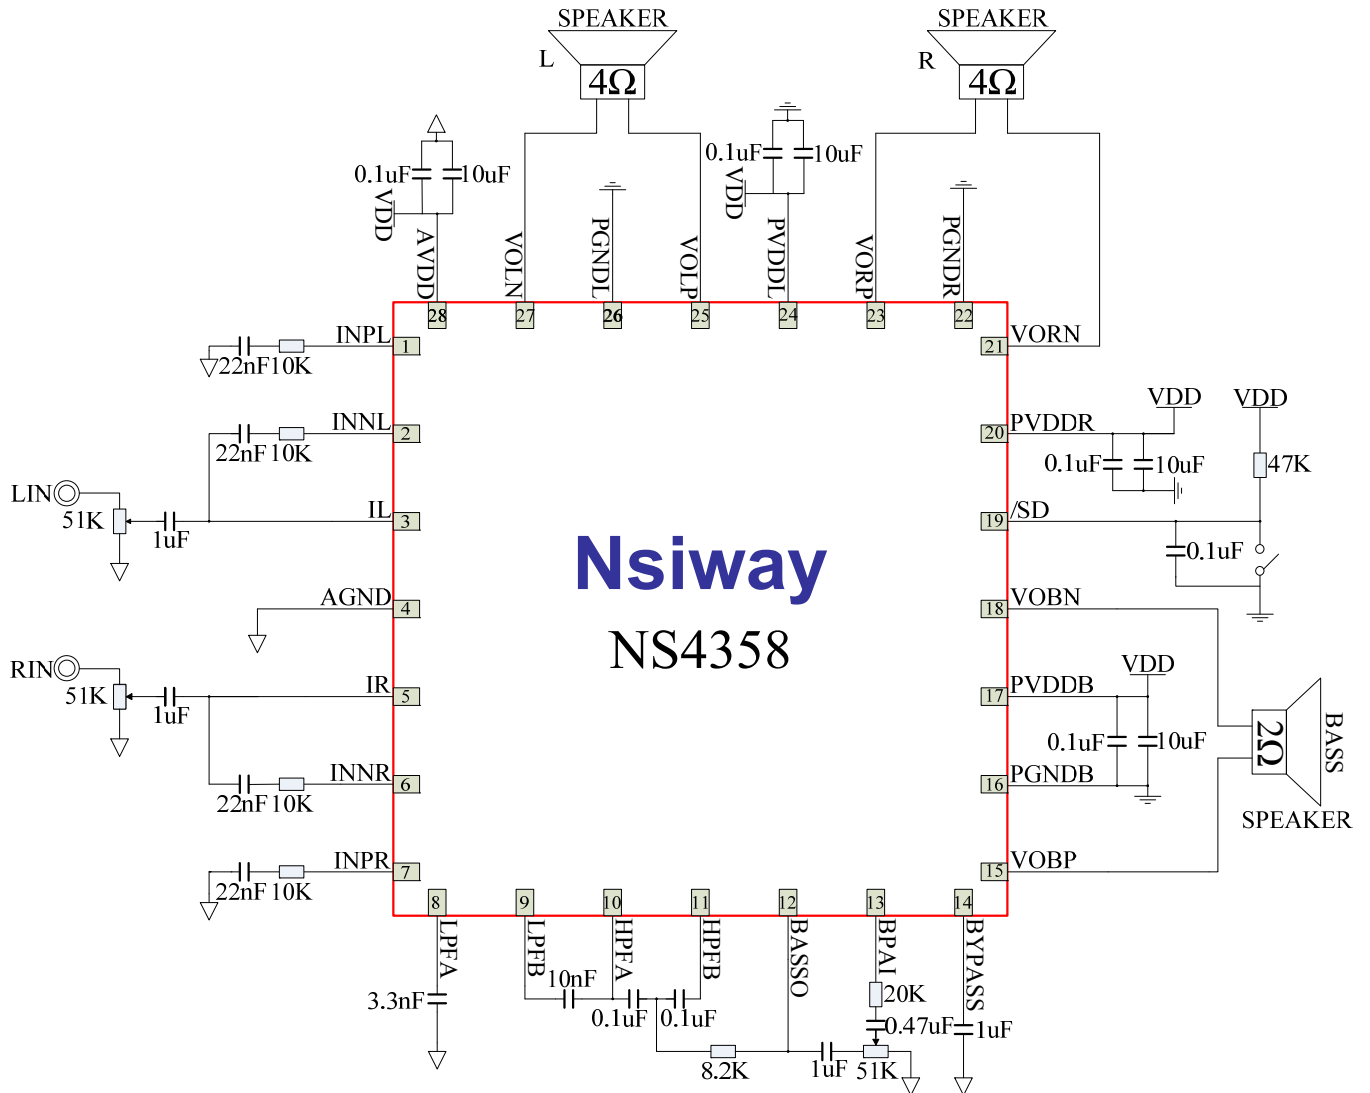 SPEAKER
SPEAKER
L
4Ω
R
4Ω
0.1uF
10uF
0.1uF
10uF
VDD
AVDD
VOLN
PGNDL
VOLP
VDD
PVDDL
VORP
PGNDR
28
27
26
25
24
23
22
INPL
1
22nF
10K
21
VORN
INNL
2
22nF
10K
20
PVDDR
VDD
VDD
0.1uF
10uF
47K
LIN
51K
1uF
IL
3
19
/SD
0.1uF
Nsiway
NS4358
AGND
4
18
VOBN
RIN
51K
1uF
IR
5
17
PVDDB
VDD
0.1uF
10uF
2Ω
BASS
SPEAKER
INNR
6
22nF
10K
16
PGNDB
INPR
7
22nF
10K
15
VOBP
8
9
10
11
12
13
14
LPFA
LPFB
HPFA
HPFB
BASSO
BPAI
BYPASS
3.3nF
10nF
0.1uF
0.1uF
20K
0.47uF
1uF
8.2K
1uF
51K